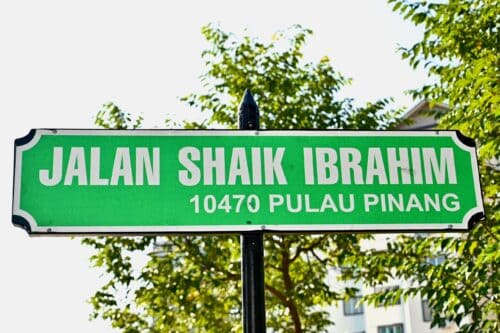 JALAN SHAIK IBRAHIM
10470 PULAU PINANG